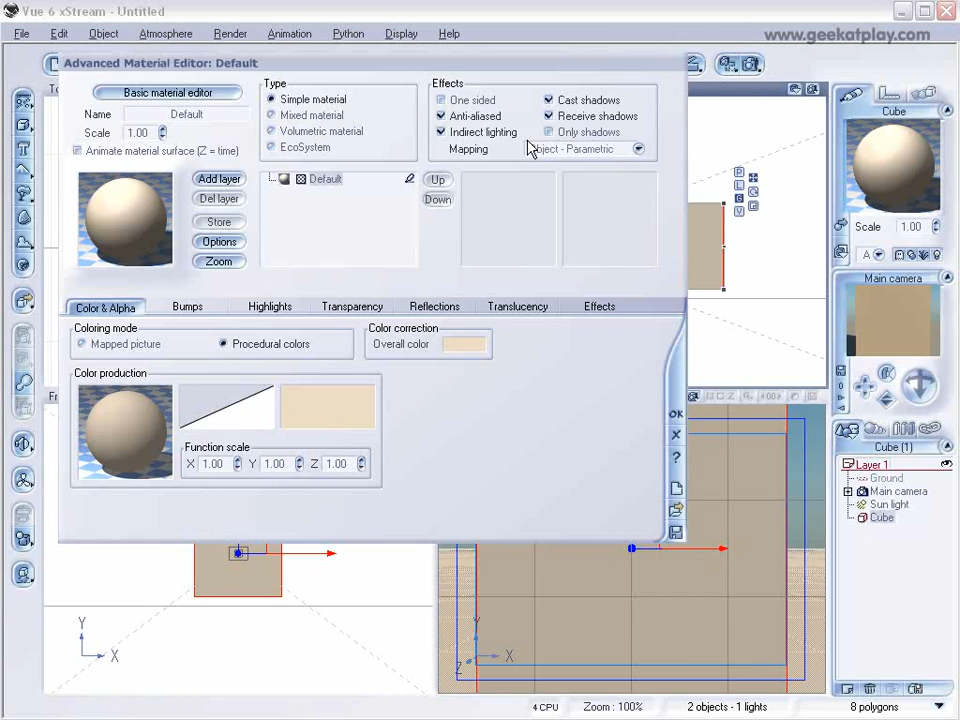 Vue 6 xStream - Untitled
File Edit Object Atmosphere Render Animation Python Display Help
www.geekatplay.com
Advanced Material Editor: Default
Basic material editor
Name Default
Scale 1.00
Animate material surface (Z = time)
Type
Simple material
Mixed material
Volumetric material
EcoSystem
Effects
One sided Cast shadows
Anti-aliased Receive shadows
Indirect lighting Only shadows
Mapping bject - Parametric
Add layer
Del layer
Store
Options
Zoom
Default
Up
Down
Color & Alpha Bumps Highlights Transparency Reflections Translucency Effects
Coloring mode
Mapped picture Procedural colors
Color correction
Overall color
Color production
Function scale
X 1.00 Y 1.00 Z 1.00
OK
?
To
Fr
P
L
G
V
Cube
Scale 1.00
A
Main camera
Cube (1)
Layer 1
Ground
Main camera
Sun light
Cube
Y
X
Y
X
Z
4 CPU Zoom : 100% 2 objects - 1 lights 8 polygons